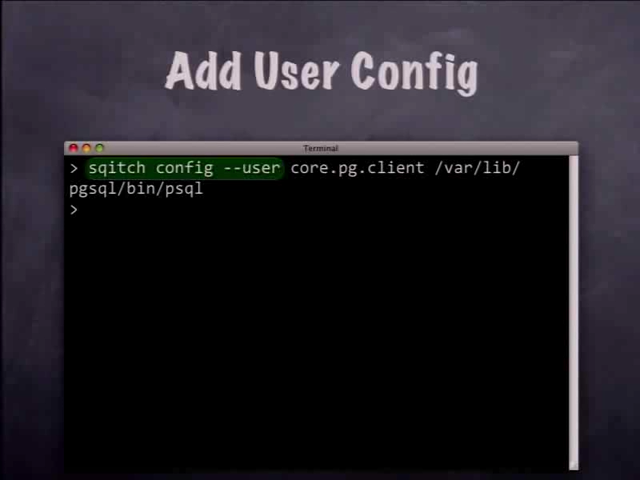 Add User Config
Terminal
> sqitch config --user core.pg.client /var/lib/
pgsql/bin/psql
>